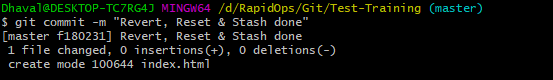 Dhaval@DESKTOP-TC7RG4J MINGW64 /d/RapidOps/Git/Test-Training (master)
$ git commit -m "Revert, Reset & Stash done"
[master f180231] Revert, Reset & Stash done
1 file changed, 0 insertions(+), 0 deletions(-)
create mode 100644 index.html